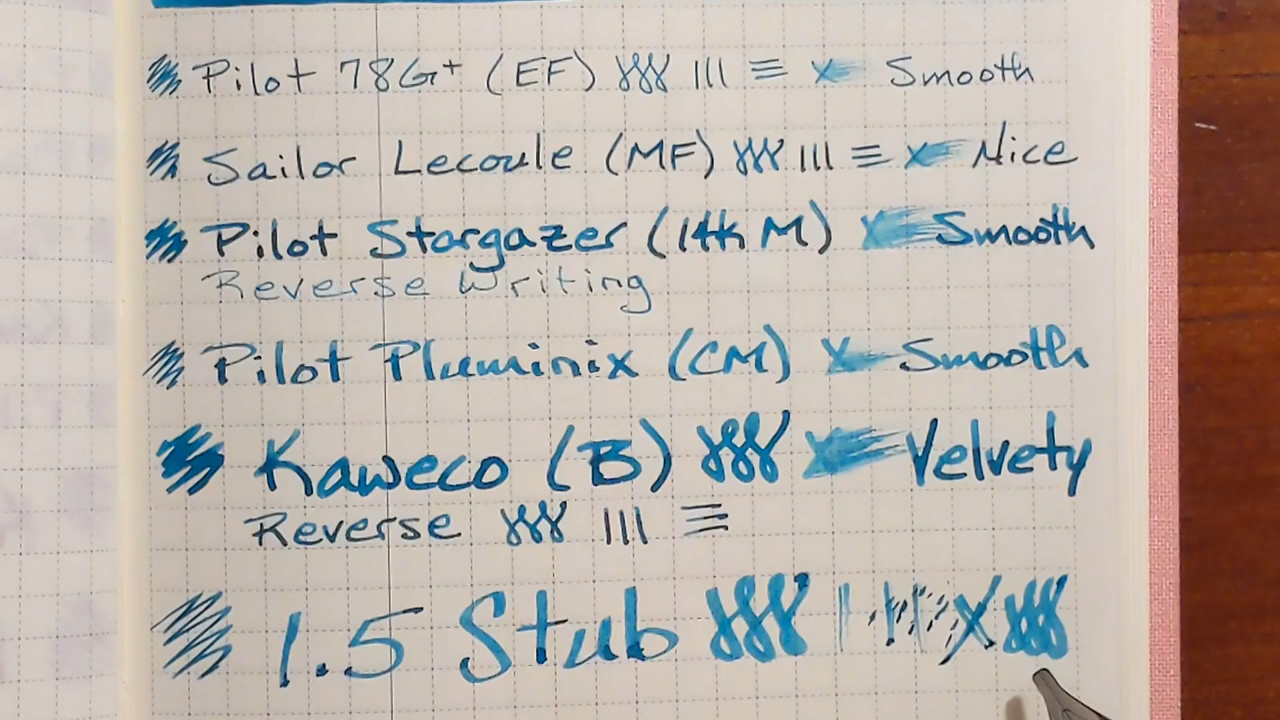 Pilot 78G+ (EF) Smooth
Sailor Lecoule (MF) Nice
Pilot Stargazer (14k M) Smooth
Reverse Writing
Pilot Pluminix (CM) Smooth
Kaweco (B) Velvety
Reverse
1.5 Stub